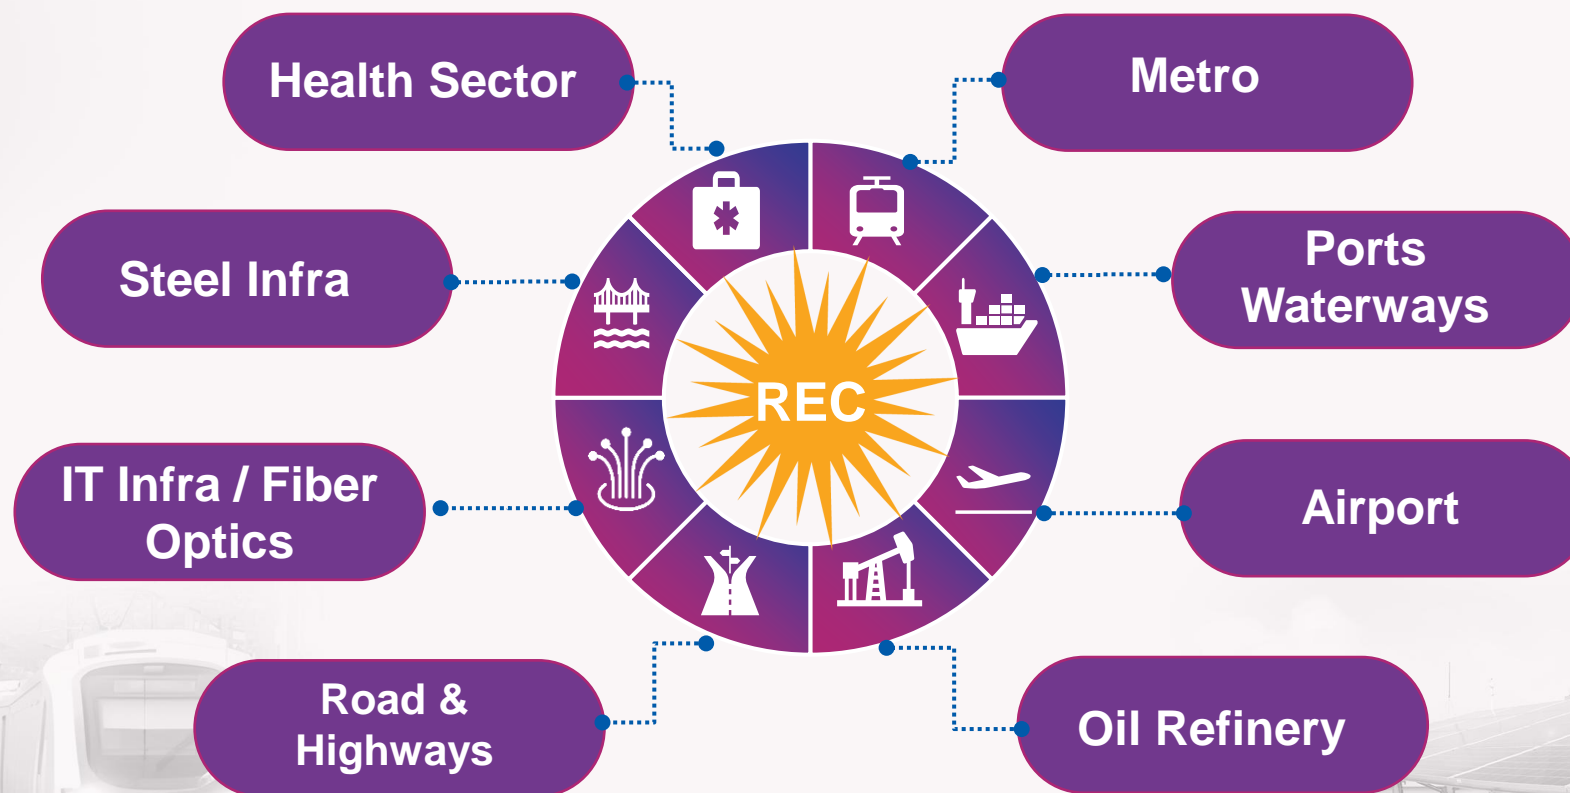 Health Sector
Metro
Steel Infra
Ports
Waterways
REC
IT Infra / Fiber
Optics
Airport
Road &
Highways
Oil Refinery